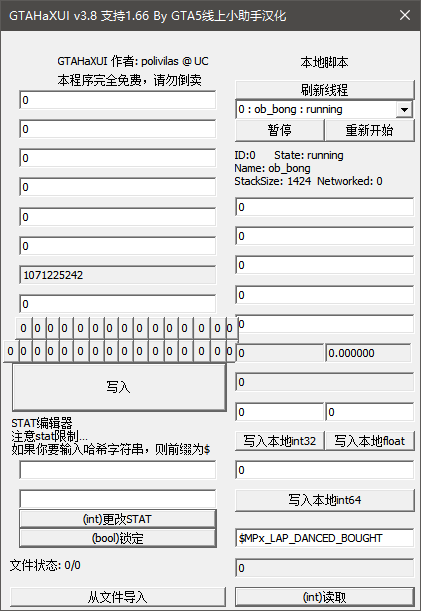 GTAHaXUI v3.8 支持1.66 By GTA5线上小助手汉化
GTAHaXUI 作者: polivilas @ UC
本程序完全免费，请勿倒卖
0
0
0
0
0
0
1071225242
0
0 0 0 0 0 0 0 0 0 0 0 0 0 0 0
0 0 0 0 0 0 0 0 0 0 0 0 0 0 0 0
写入
STAT编辑器
注意stat限制...
如果你要输入哈希字符串，则前缀为$
(int)更改STAT
(bool)锁定
文件状态: 0/0
从文件导入
本地脚本
刷新线程
0 : ob_bong : running
暂停 重新开始
ID:0 State: running
Name: ob_bong
StackSize: 1424 Networked: 0
0
0
0
0
0
0 0.000000
0
0 0
写入本地int32 写入本地float
0
写入本地int64
$MPx_LAP_DANCED_BOUGHT
0
(int)读取